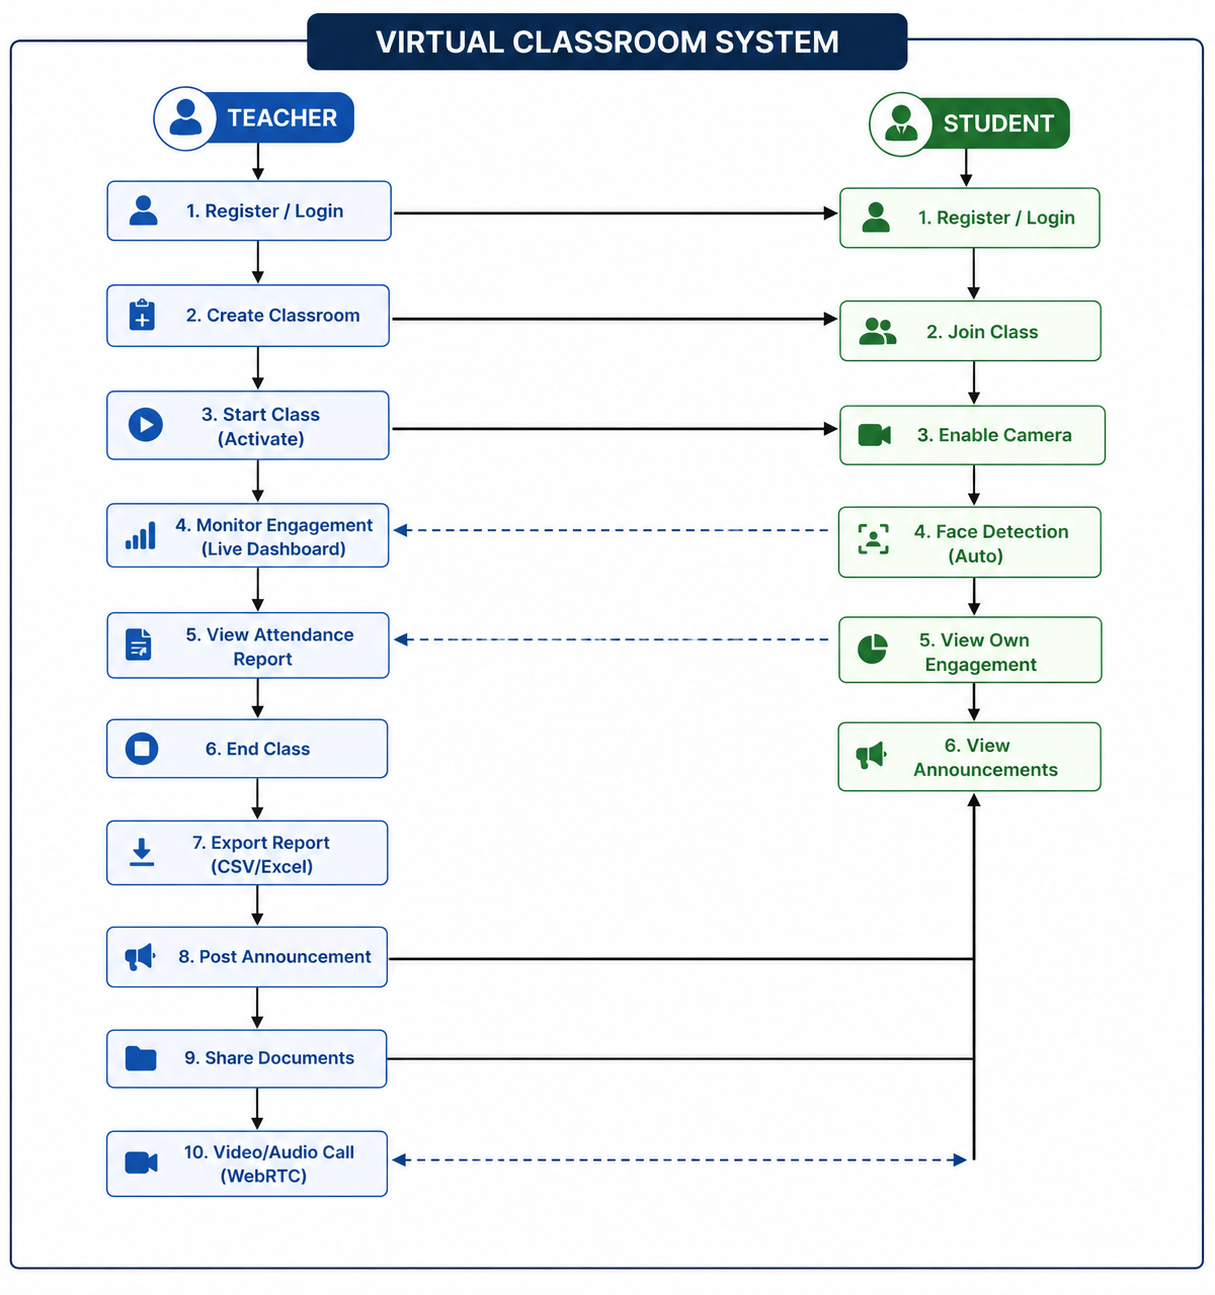 VIRTUAL CLASSROOM SYSTEM
TEACHER
1. Register / Login
2. Create Classroom
3. Start Class
(Activate)
4. Monitor Engagement
(Live Dashboard)
5. View Attendance
Report
6. End Class
7. Export Report
(CSV/Excel)
8. Post Announcement
9. Share Documents
10. Video/Audio Call
(WebRTC)
STUDENT
1. Register / Login
2. Join Class
3. Enable Camera
4. Face Detection
(Auto)
5. View Own
Engagement
6. View
Announcements